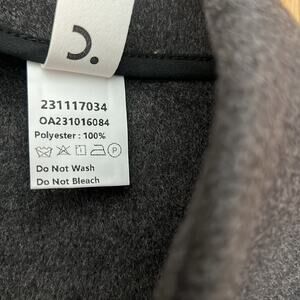 231117034
OA231016084
Polyester : 100%
Do Not Wash
Do Not Bleach